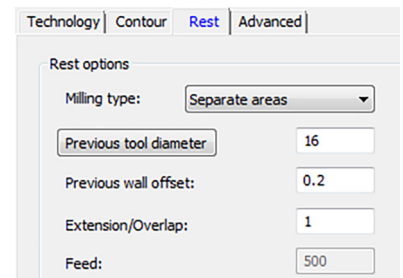 Technology Contour Rest Advanced
Rest options
Milling type: Separate areas
Previous tool diameter 16
Previous wall offset: 0.2
Extension/Overlap: 1
Feed: 500